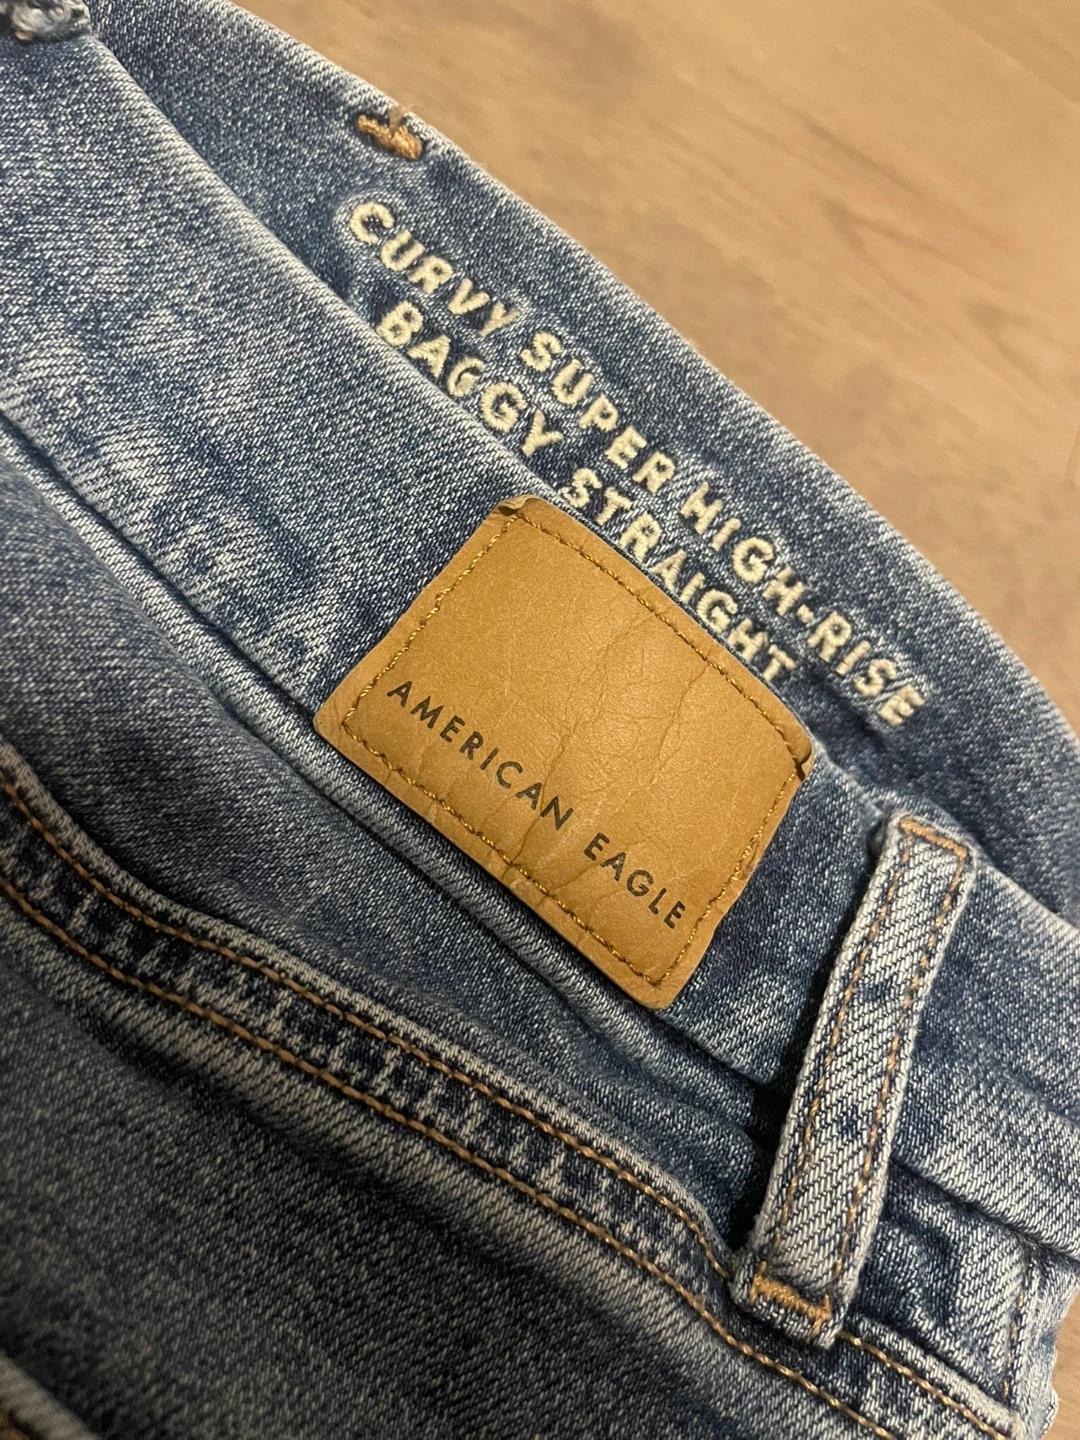 CURVY SUPER HIGH-RISE
BAGGY STRAIGHT
AMERICAN EAGLE